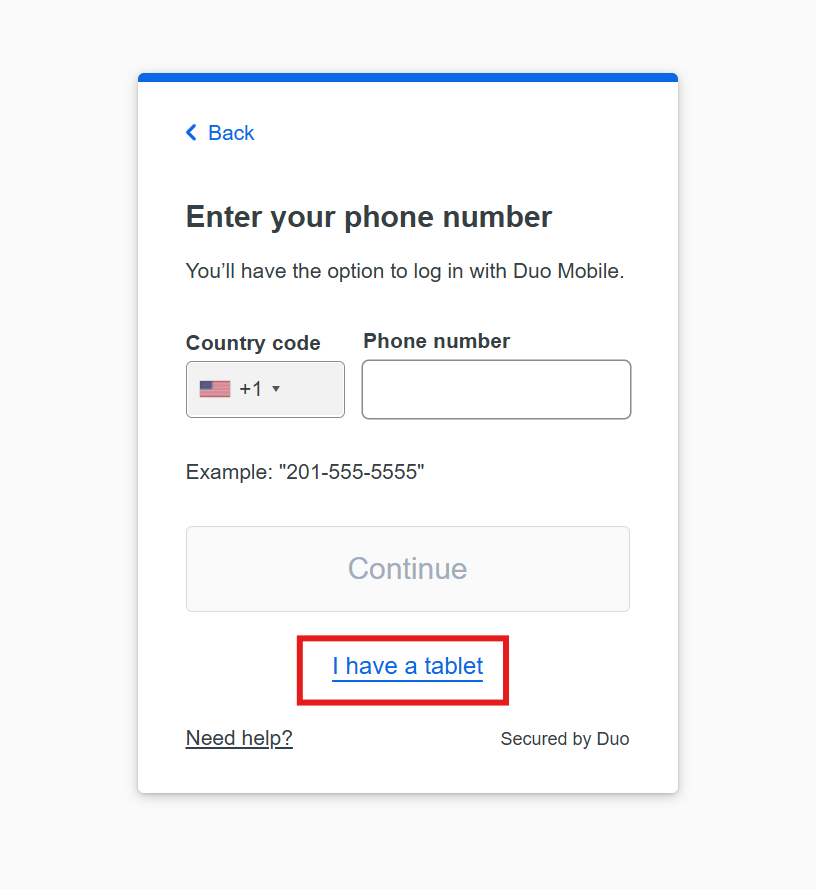 Back
Enter your phone number
You’ll have the option to log in with Duo Mobile.
Country code
Phone number
+1
Example: "201-555-5555"
Continue
I have a tablet
Need help?
Secured by Duo